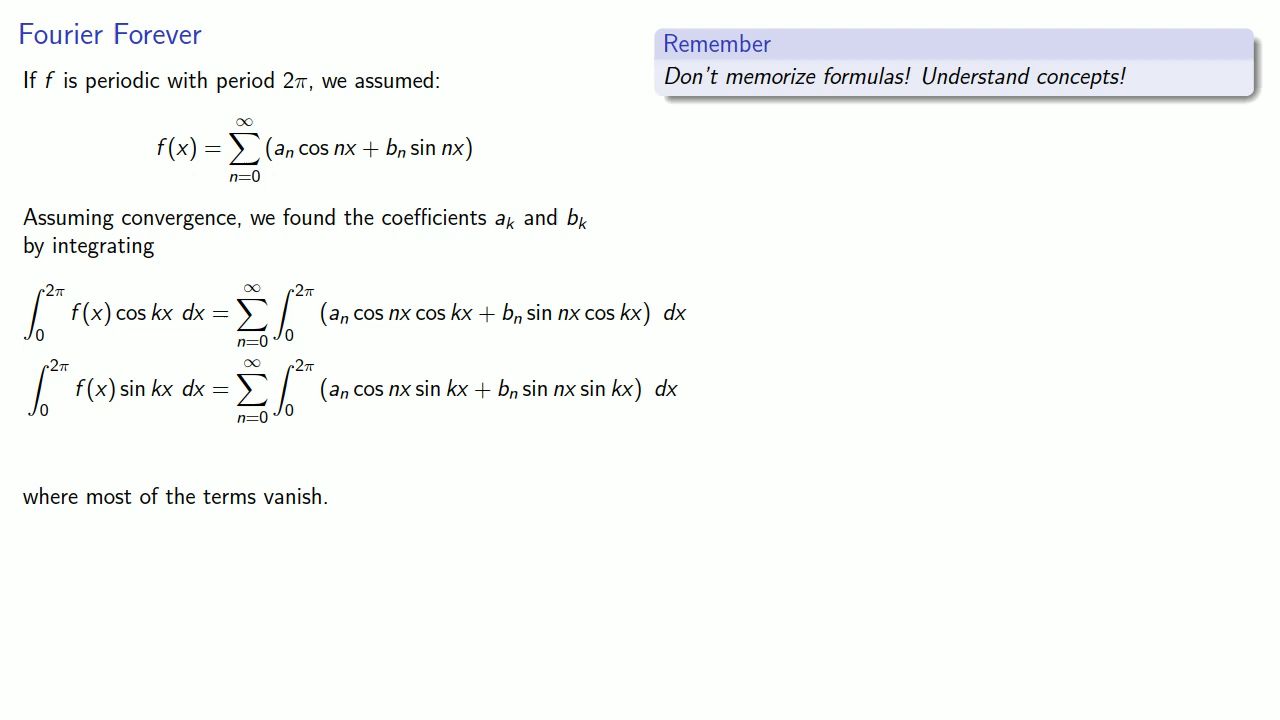 Fourier Forever
If f is periodic with period 2π, we assumed:
f(x) = ∑_{n=0}^{∞} (a_n cos nx + b_n sin nx)
Assuming convergence, we found the coefficients a_k and b_k
by integrating
∫_0^{2π} f(x) cos kx dx = ∑_{n=0}^{∞} ∫_0^{2π} (a_n cos nx cos kx + b_n sin nx cos kx) dx
∫_0^{2π} f(x) sin kx dx = ∑_{n=0}^{∞} ∫_0^{2π} (a_n cos nx sin kx + b_n sin nx sin kx) dx
where most of the terms vanish.
Remember
Don't memorize formulas! Understand concepts!